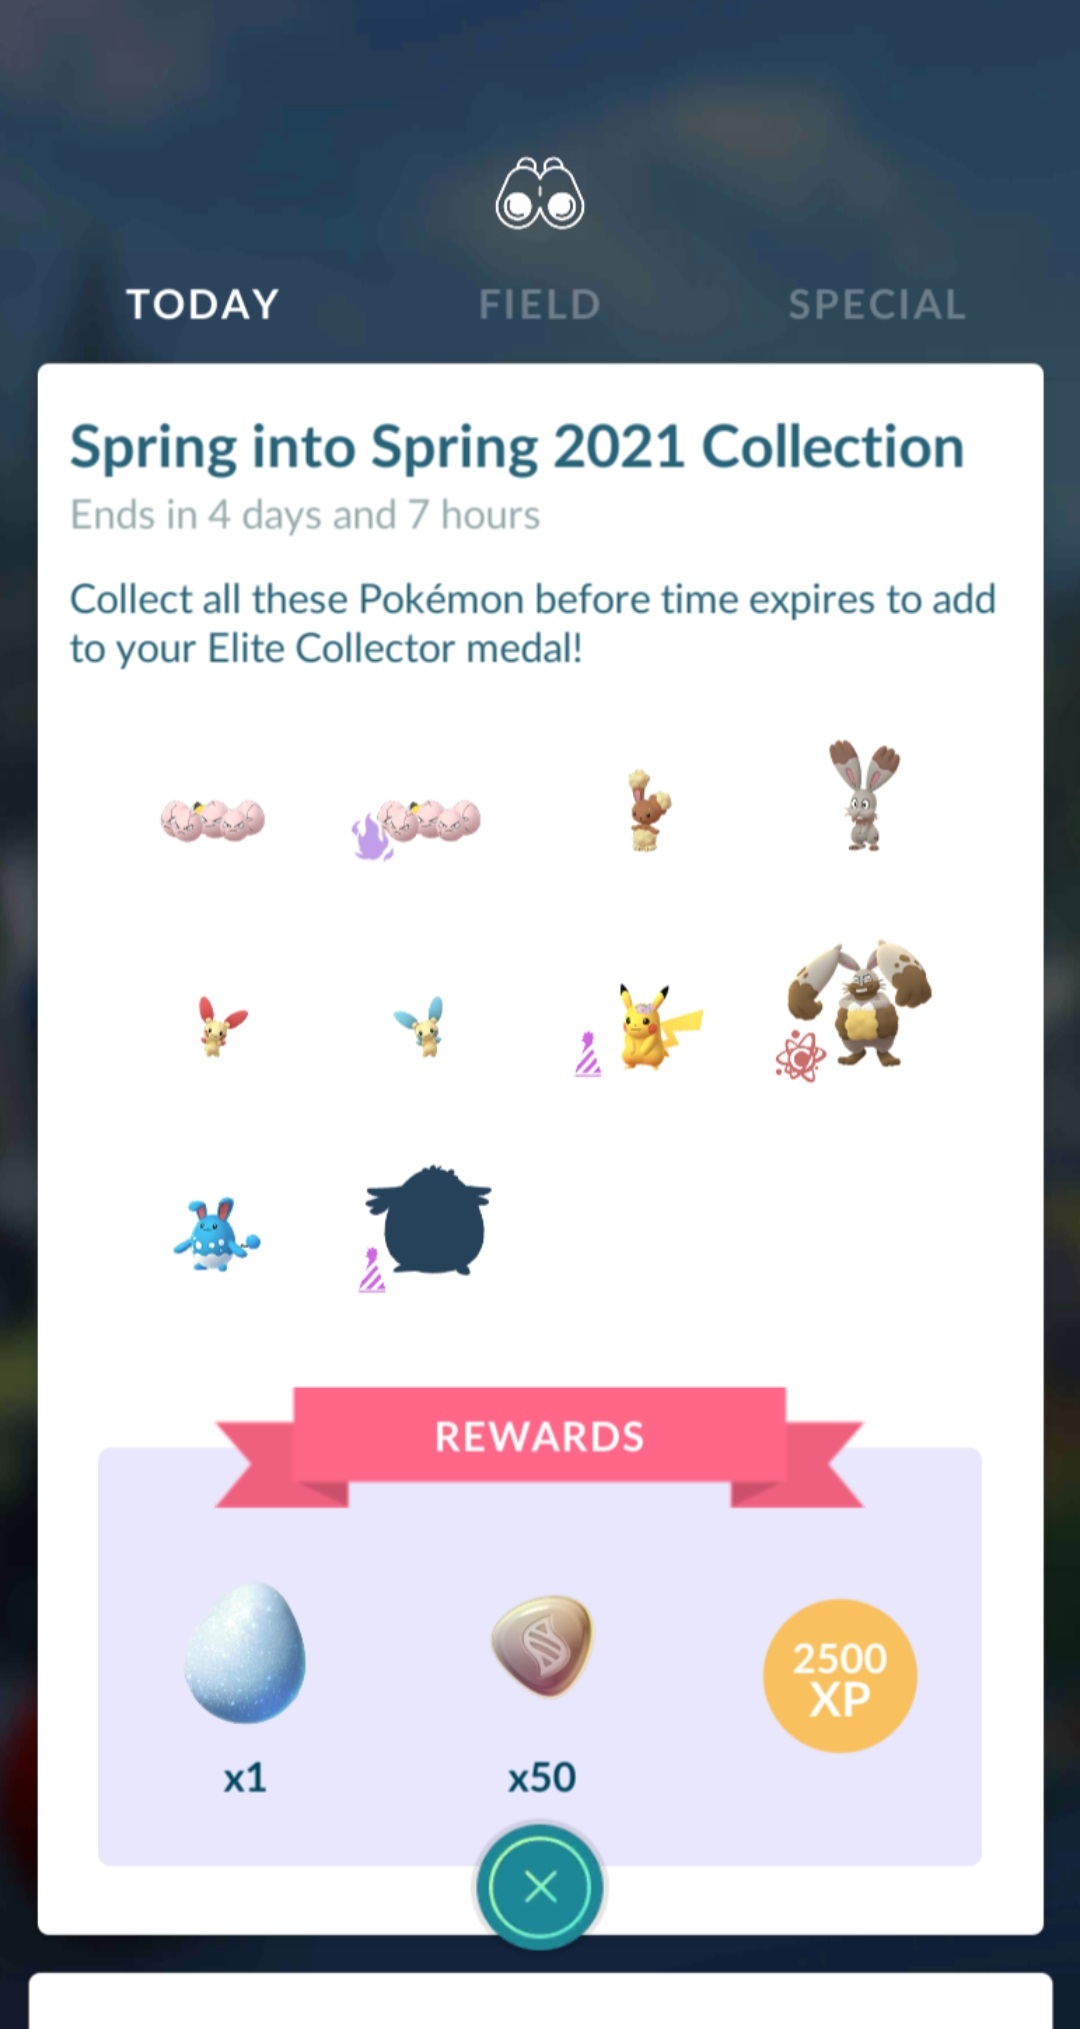 TODAY
FIELD
SPECIAL
Spring into Spring 2021 Collection
Ends in 4 days and 7 hours
Collect all these Pokémon before time expires to add
to your Elite Collector medal!
REWARDS
2500
XP
x1
x50